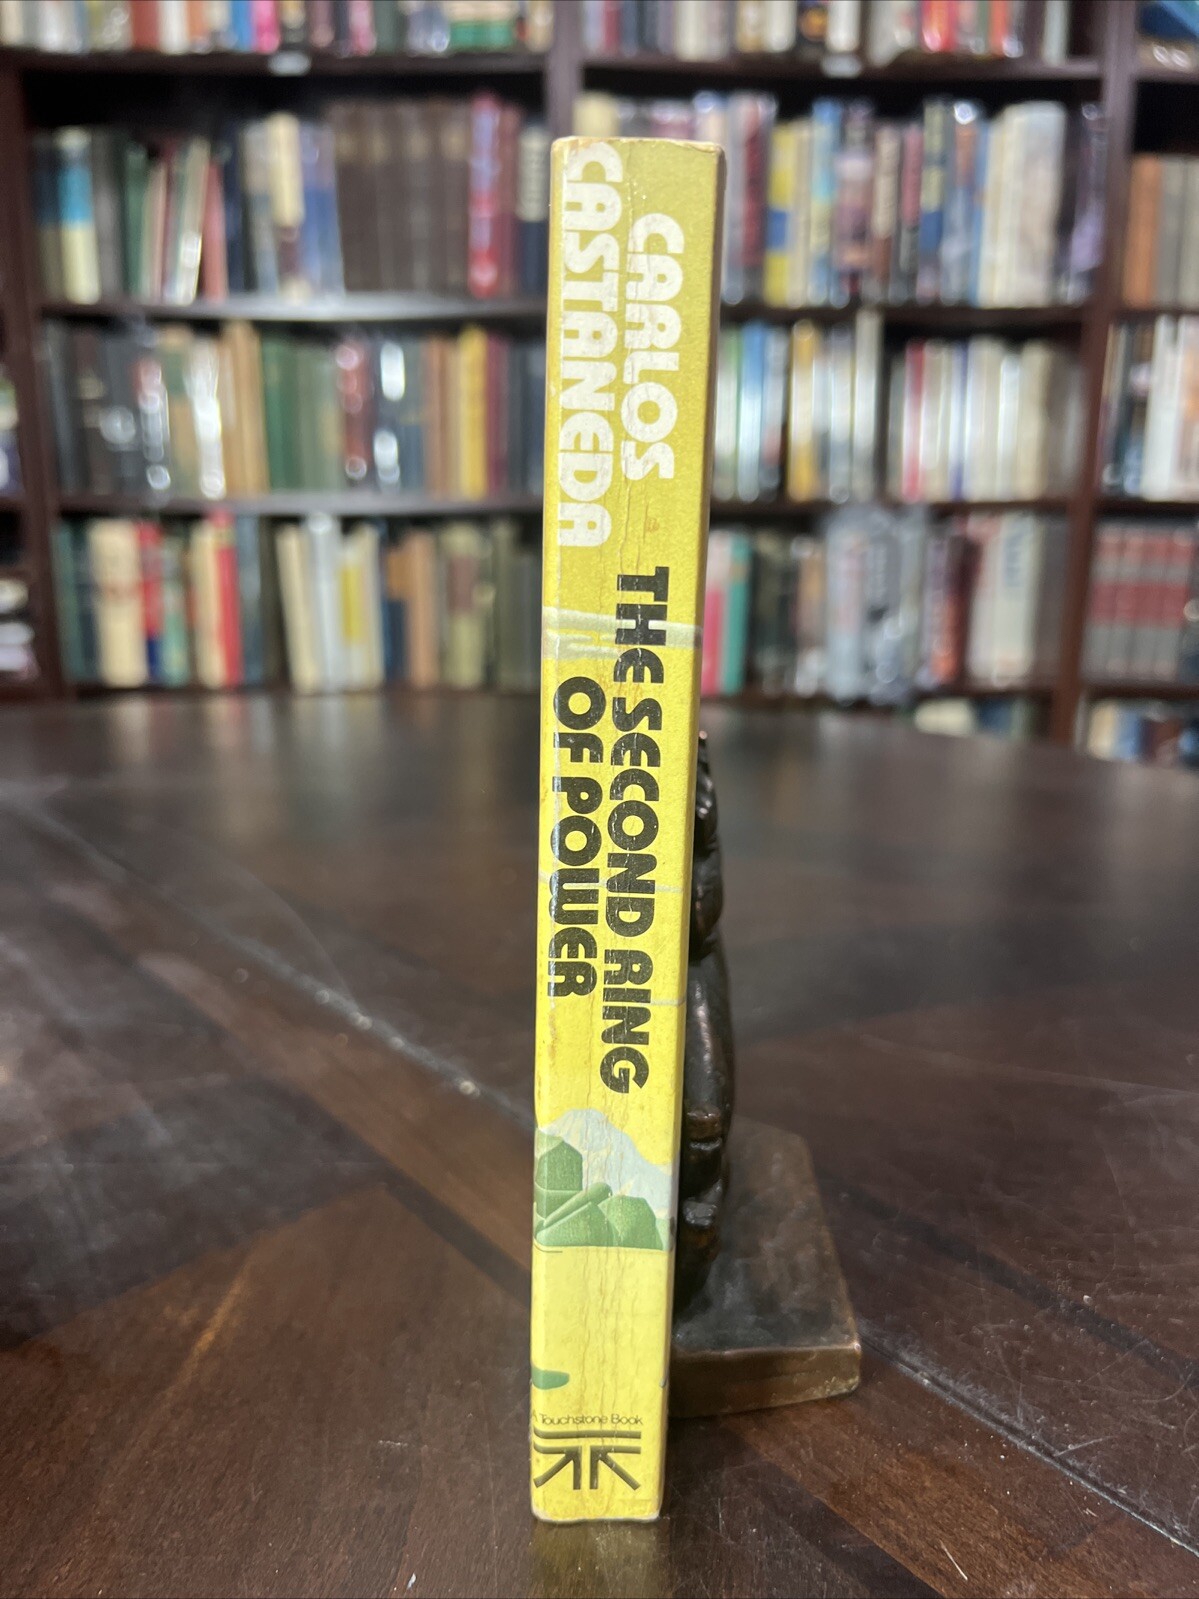 CARLOS
CASTANEDA
THE SECOND RING
OF POWER
A Touchstone Book